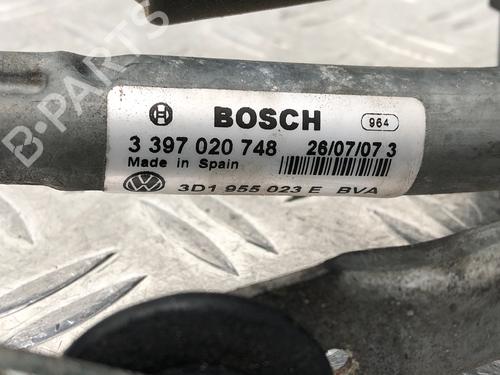 B-PARTS
BOSCH
964
3 397 020 748 26/07/07 3
Made in Spain
3D1 955 023 E BVA